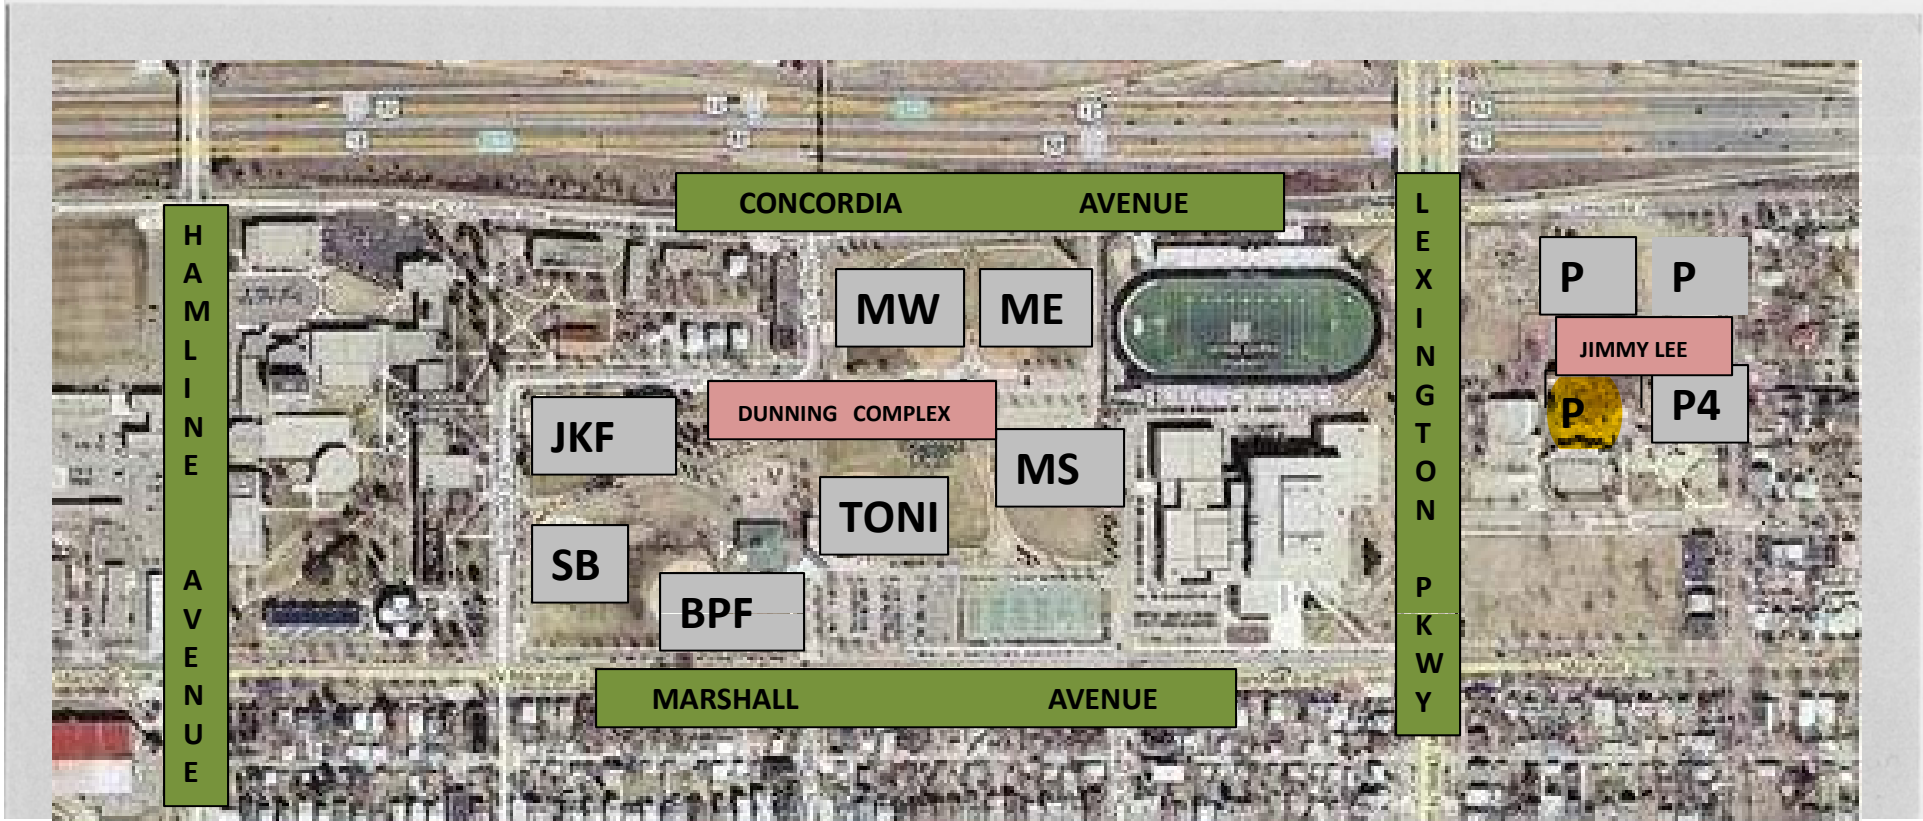 CONCORDIA AVENUE
HAMLINE AVENUE
LEXINGTON PKWY
MW
ME
P
P
JIMMY LEE
P
P4
DUNNING COMPLEX
JKF
MS
TONI
SB
BPF
MARSHALL AVENUE